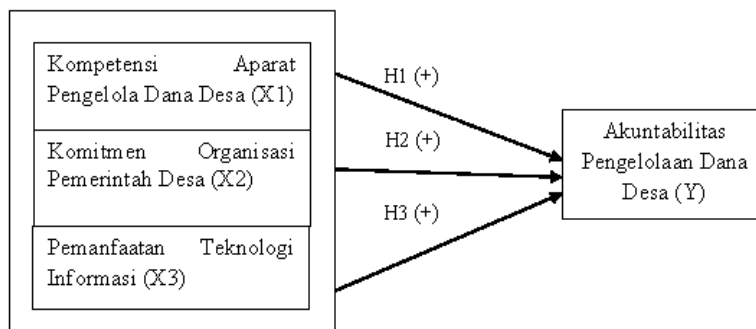 Kompetensi Aparat
Pengelola Dana Desa (X1)
Komitmen Organisasi
Pemerintah Desa (X2)
Pemanfaatan Teknologi
Informasi (X3)
H1 (+)
H2 (+)
H3 (+)
Akuntabilitas
Pengelolaan Dana
Desa (Y)